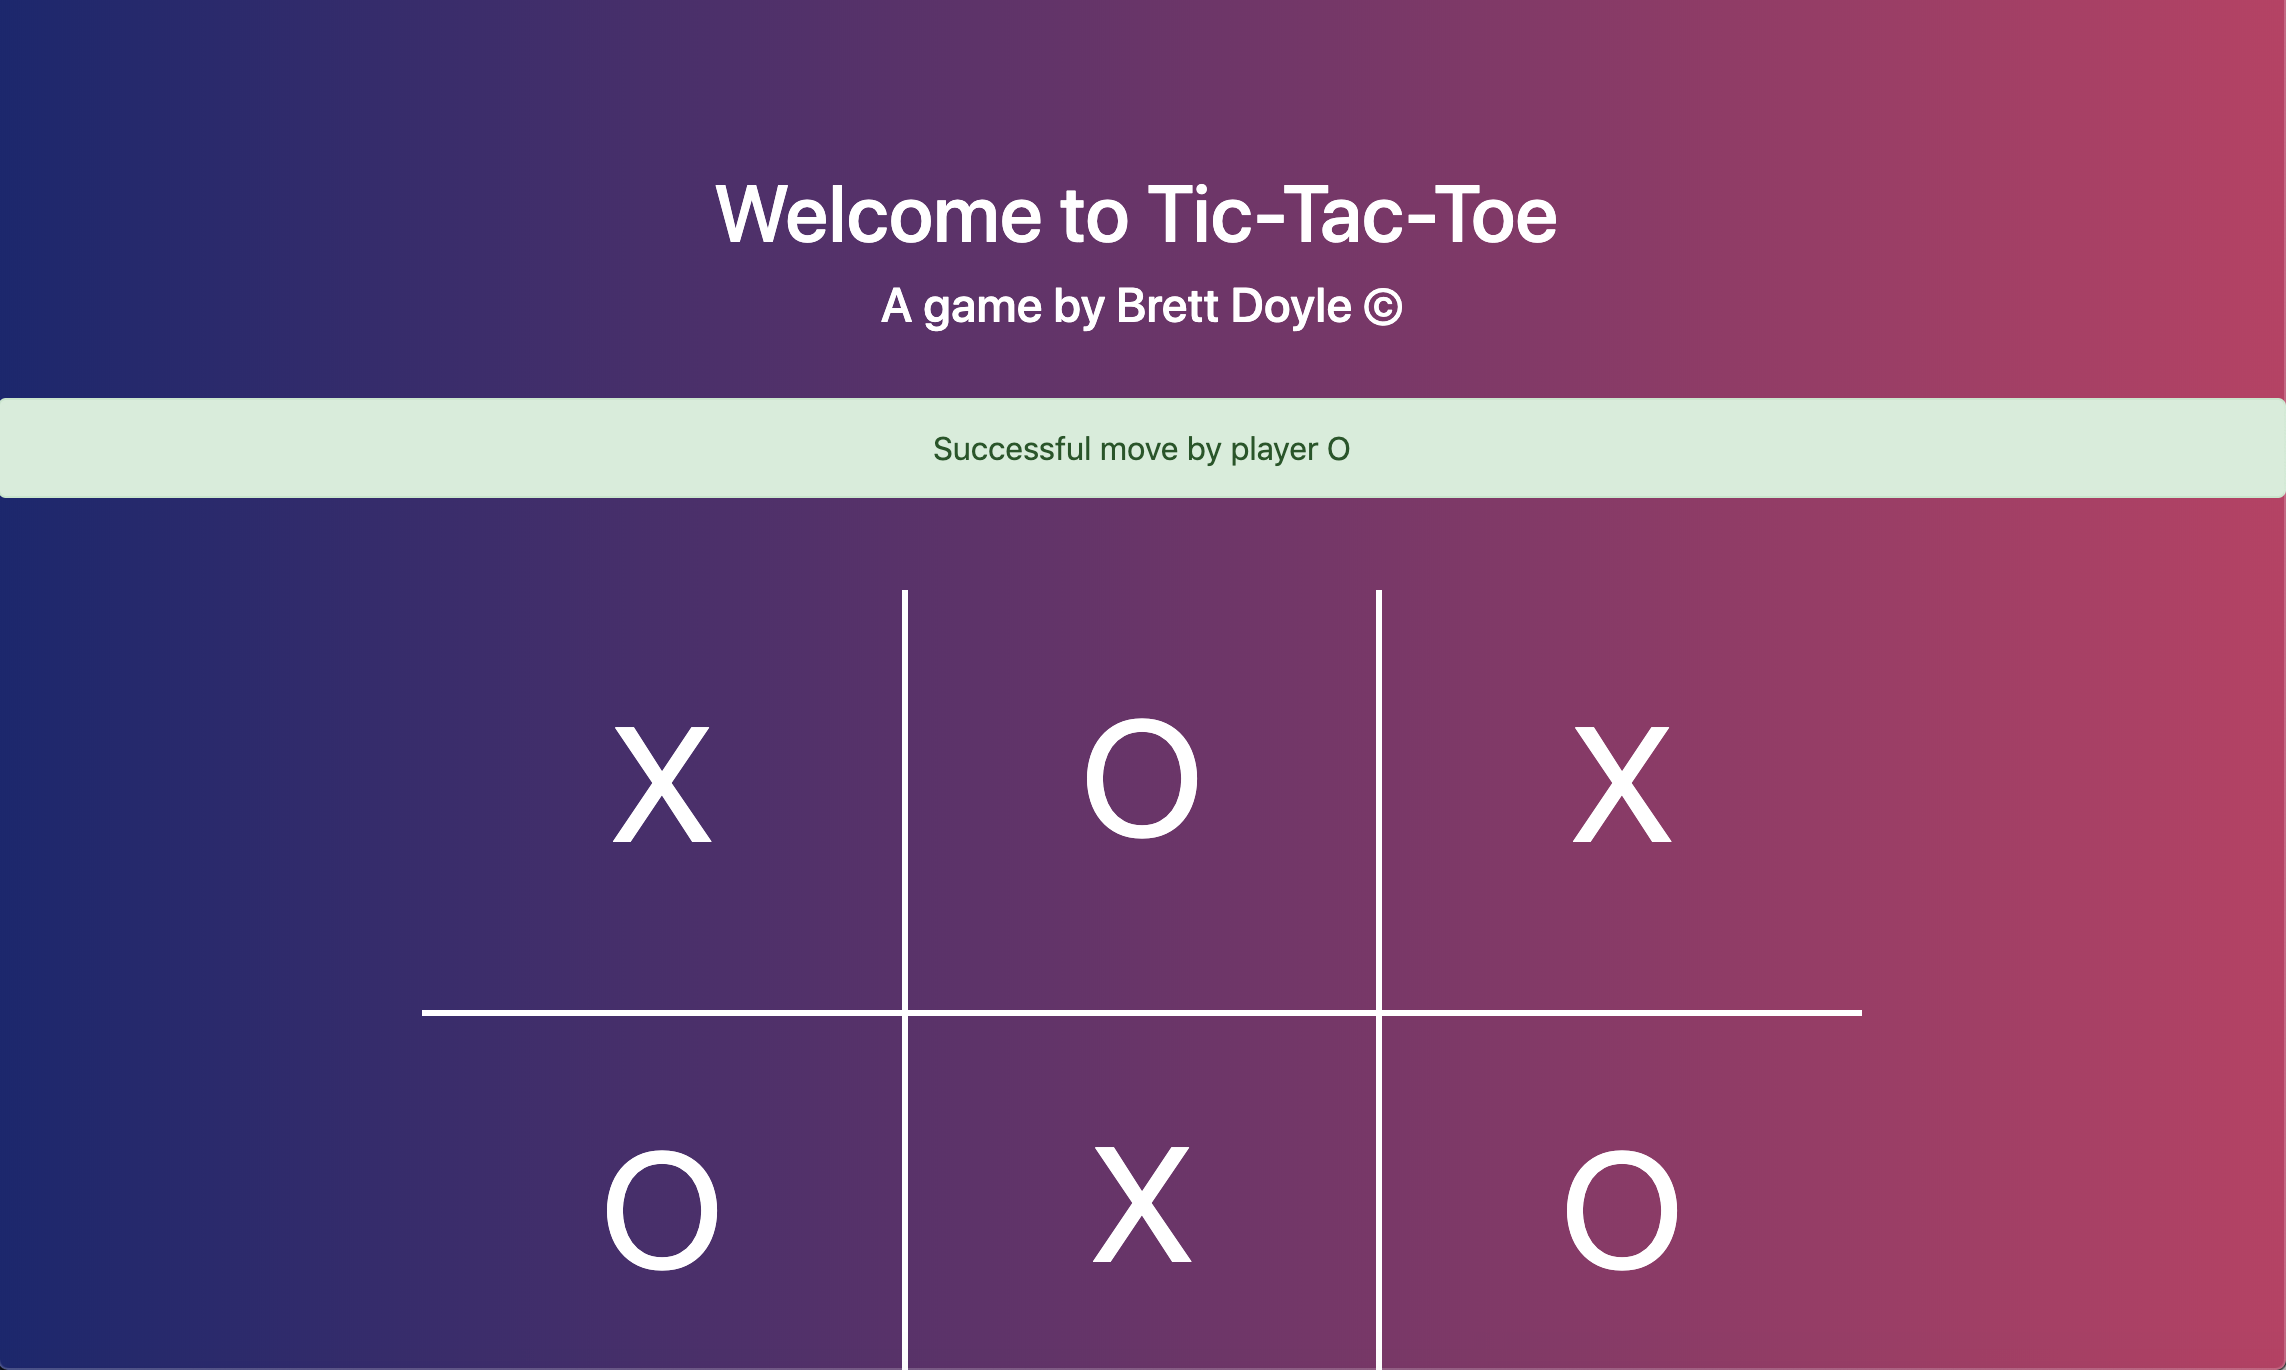 Welcome to Tic-Tac-Toe
A game by Brett Doyle ©
Successful move by player O
X O X
O X O